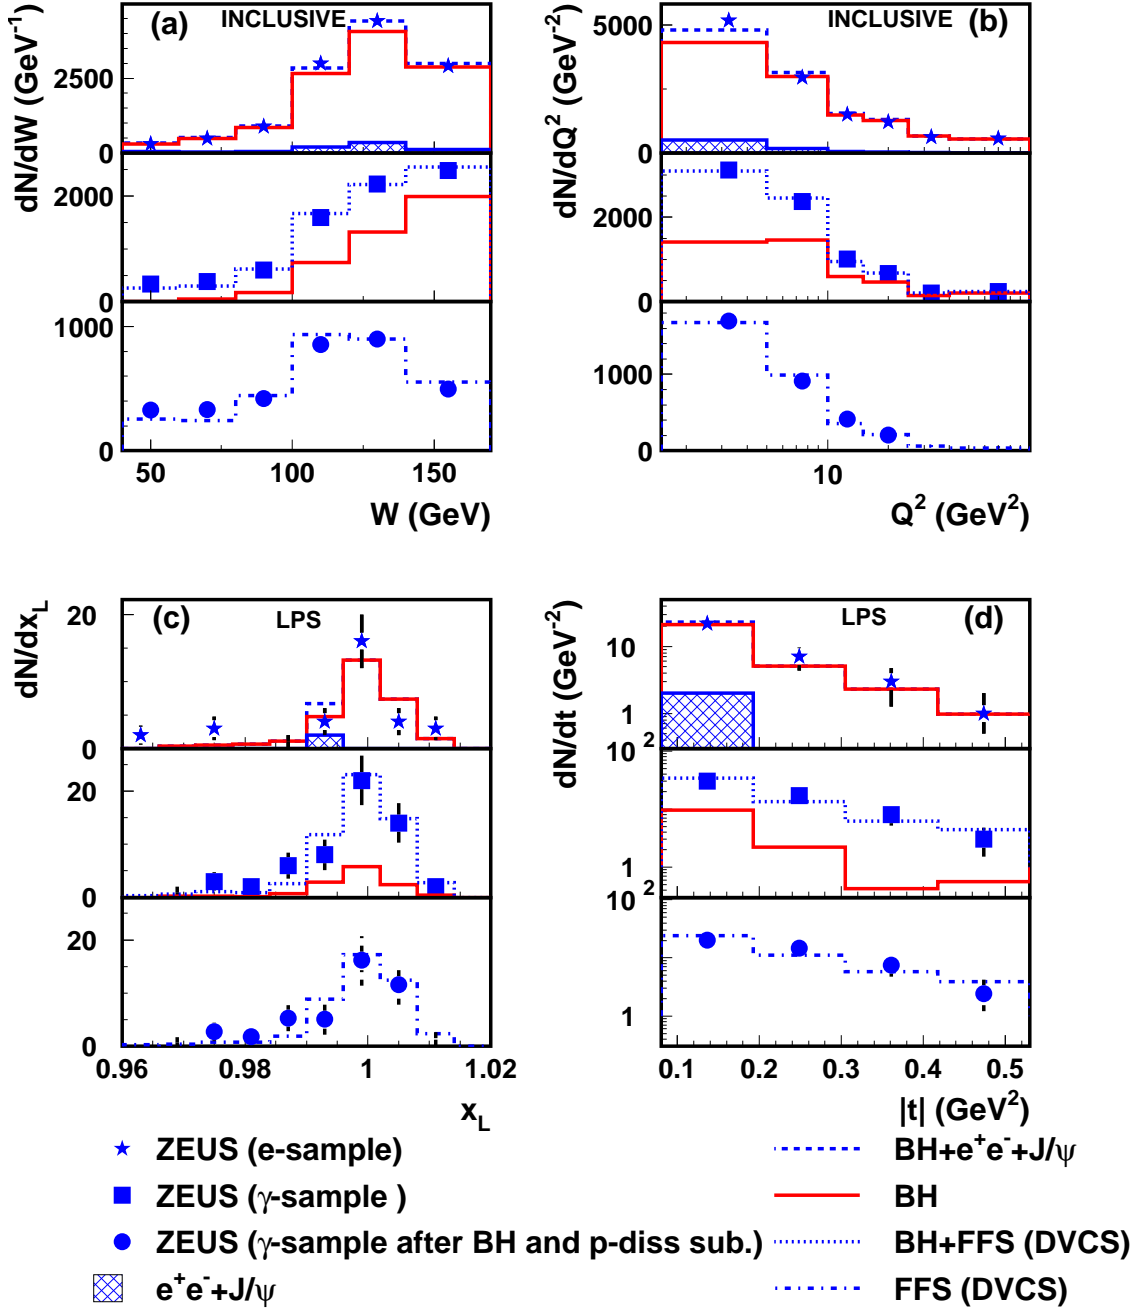 (a) INCLUSIVE
dN/dW (GeV⁻¹)
2500
0
2000
0
1000
0
50 100 150
W (GeV)
(b) INCLUSIVE
dN/dQ² (GeV⁻²)
5000
0
2000
0
1000
0
10
Q² (GeV²)
(c) LPS
dN/dx_L
20
0
20
0
20
0
0.96 0.98 1 1.02
x_L
(d) LPS
dN/dt (GeV⁻²)
10
1
10²
1
10²
1
0.1 0.2 0.3 0.4 0.5
|t| (GeV²)
ZEUS (e-sample)
ZEUS (γ-sample )
ZEUS (γ-sample after BH and p-diss sub.)
e⁺e⁻+J/ψ
BH+e⁺e⁻+J/ψ
BH
BH+FFS (DVCS)
FFS (DVCS)